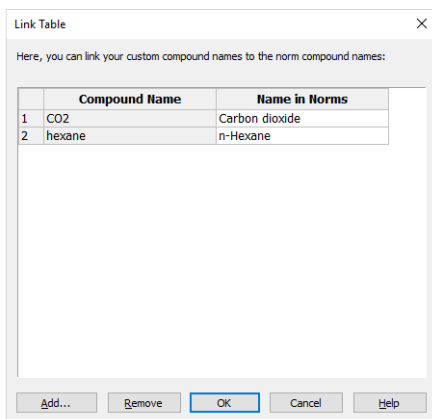 Link Table
Here, you can link your custom compound names to the norm compound names:
Compound Name Name in Norms
1 CO2 Carbon dioxide
2 hexane n-Hexane
Add... Remove OK Cancel Help